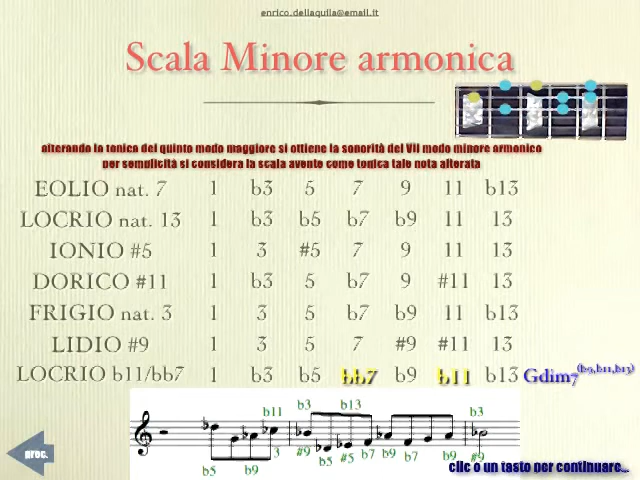 enrico.dellaquila@email.it
Scala Minore armonica
alterando la tonica del quinto modo maggiore si ottiene la sonorità del VII modo minore armonico
per semplicità si considera la scala avente come tonica tale nota alterata
EOLIO nat. 7 1 b3 5 7 9 11 b13
LOCRIO nat. 13 1 b3 b5 b7 b9 11 13
IONIO #5 1 3 #5 7 9 11 13
DORICO #11 1 b3 5 b7 9 #11 13
FRIGIO nat. 3 1 3 5 b7 b9 11 b13
LIDIO #9 1 3 5 7 #9 #11 13
LOCRIO b11/bb7 1 b3 b5 bb7 b9 b11 b13 Gdim7(b9,b11,b13)
b11 b3 b13 b3
b5 b9 3 #9 b5 #5 b7 b9 b7 b9 #9
prec.
clic o un tasto per continuare...